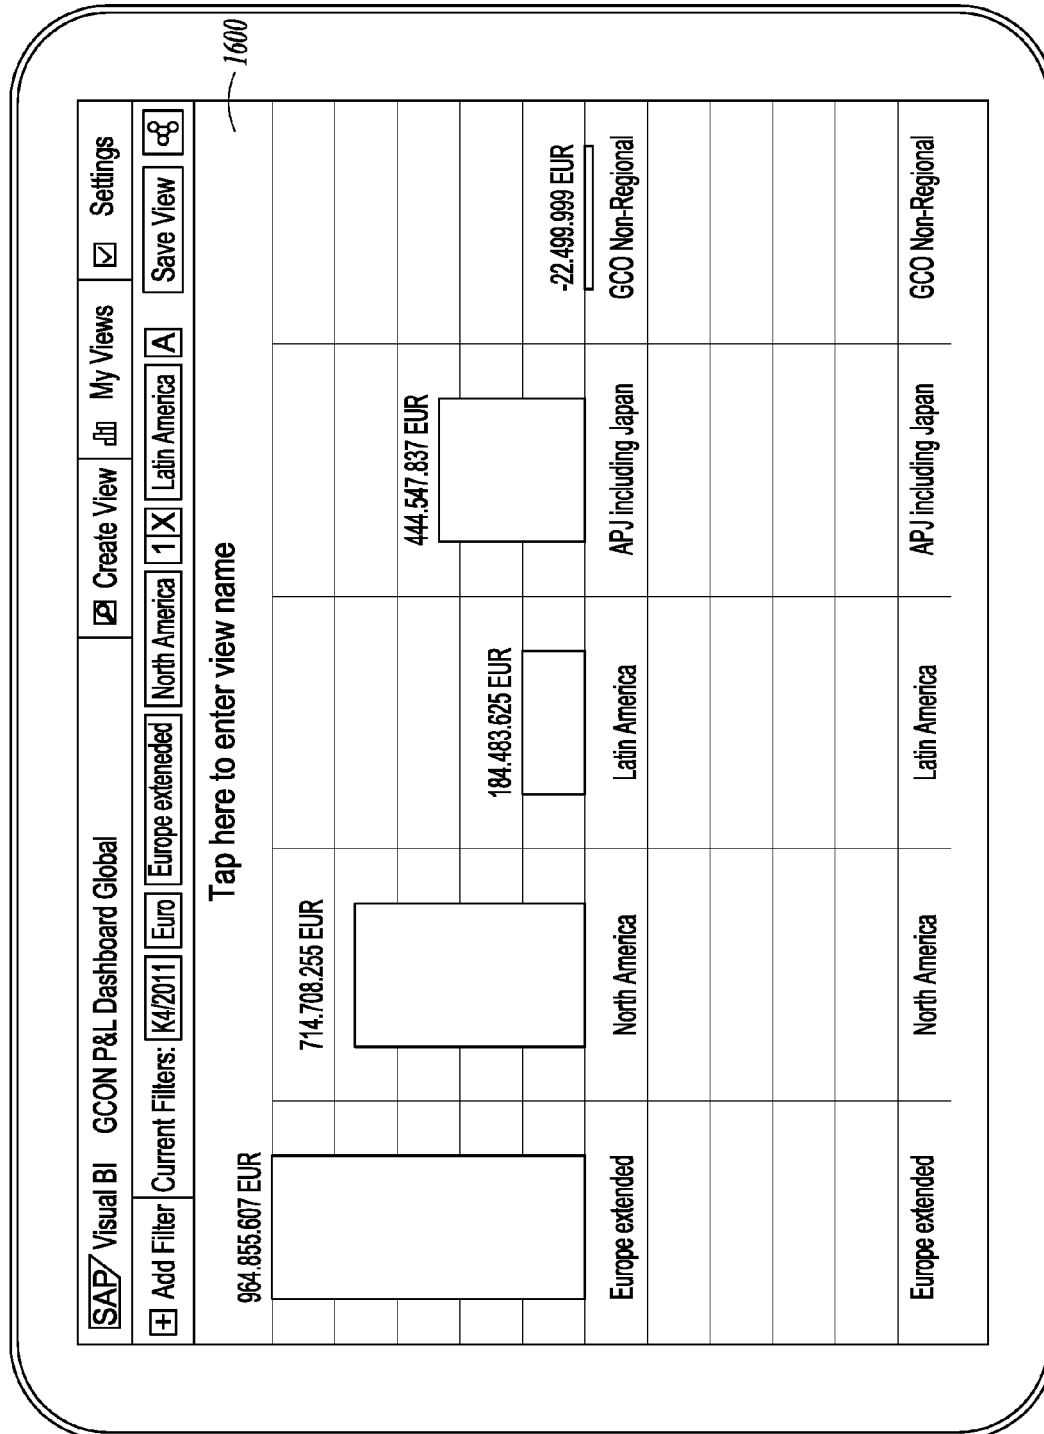 SAP Visual BI GCON P&L Dashboard Global Create View My Views Settings
+ Add Filter Current Filters: K4/2011 Euro Europe exteneded North America 1 X Latin America A Save View
1600
Tap here to enter view name
964.855.607 EUR
714.708.255 EUR
184.483.625 EUR
444.547.837 EUR
-22.499.999 EUR
Europe extended North America Latin America APJ including Japan GCO Non-Regional
Europe extended North America Latin America APJ including Japan GCO Non-Regional